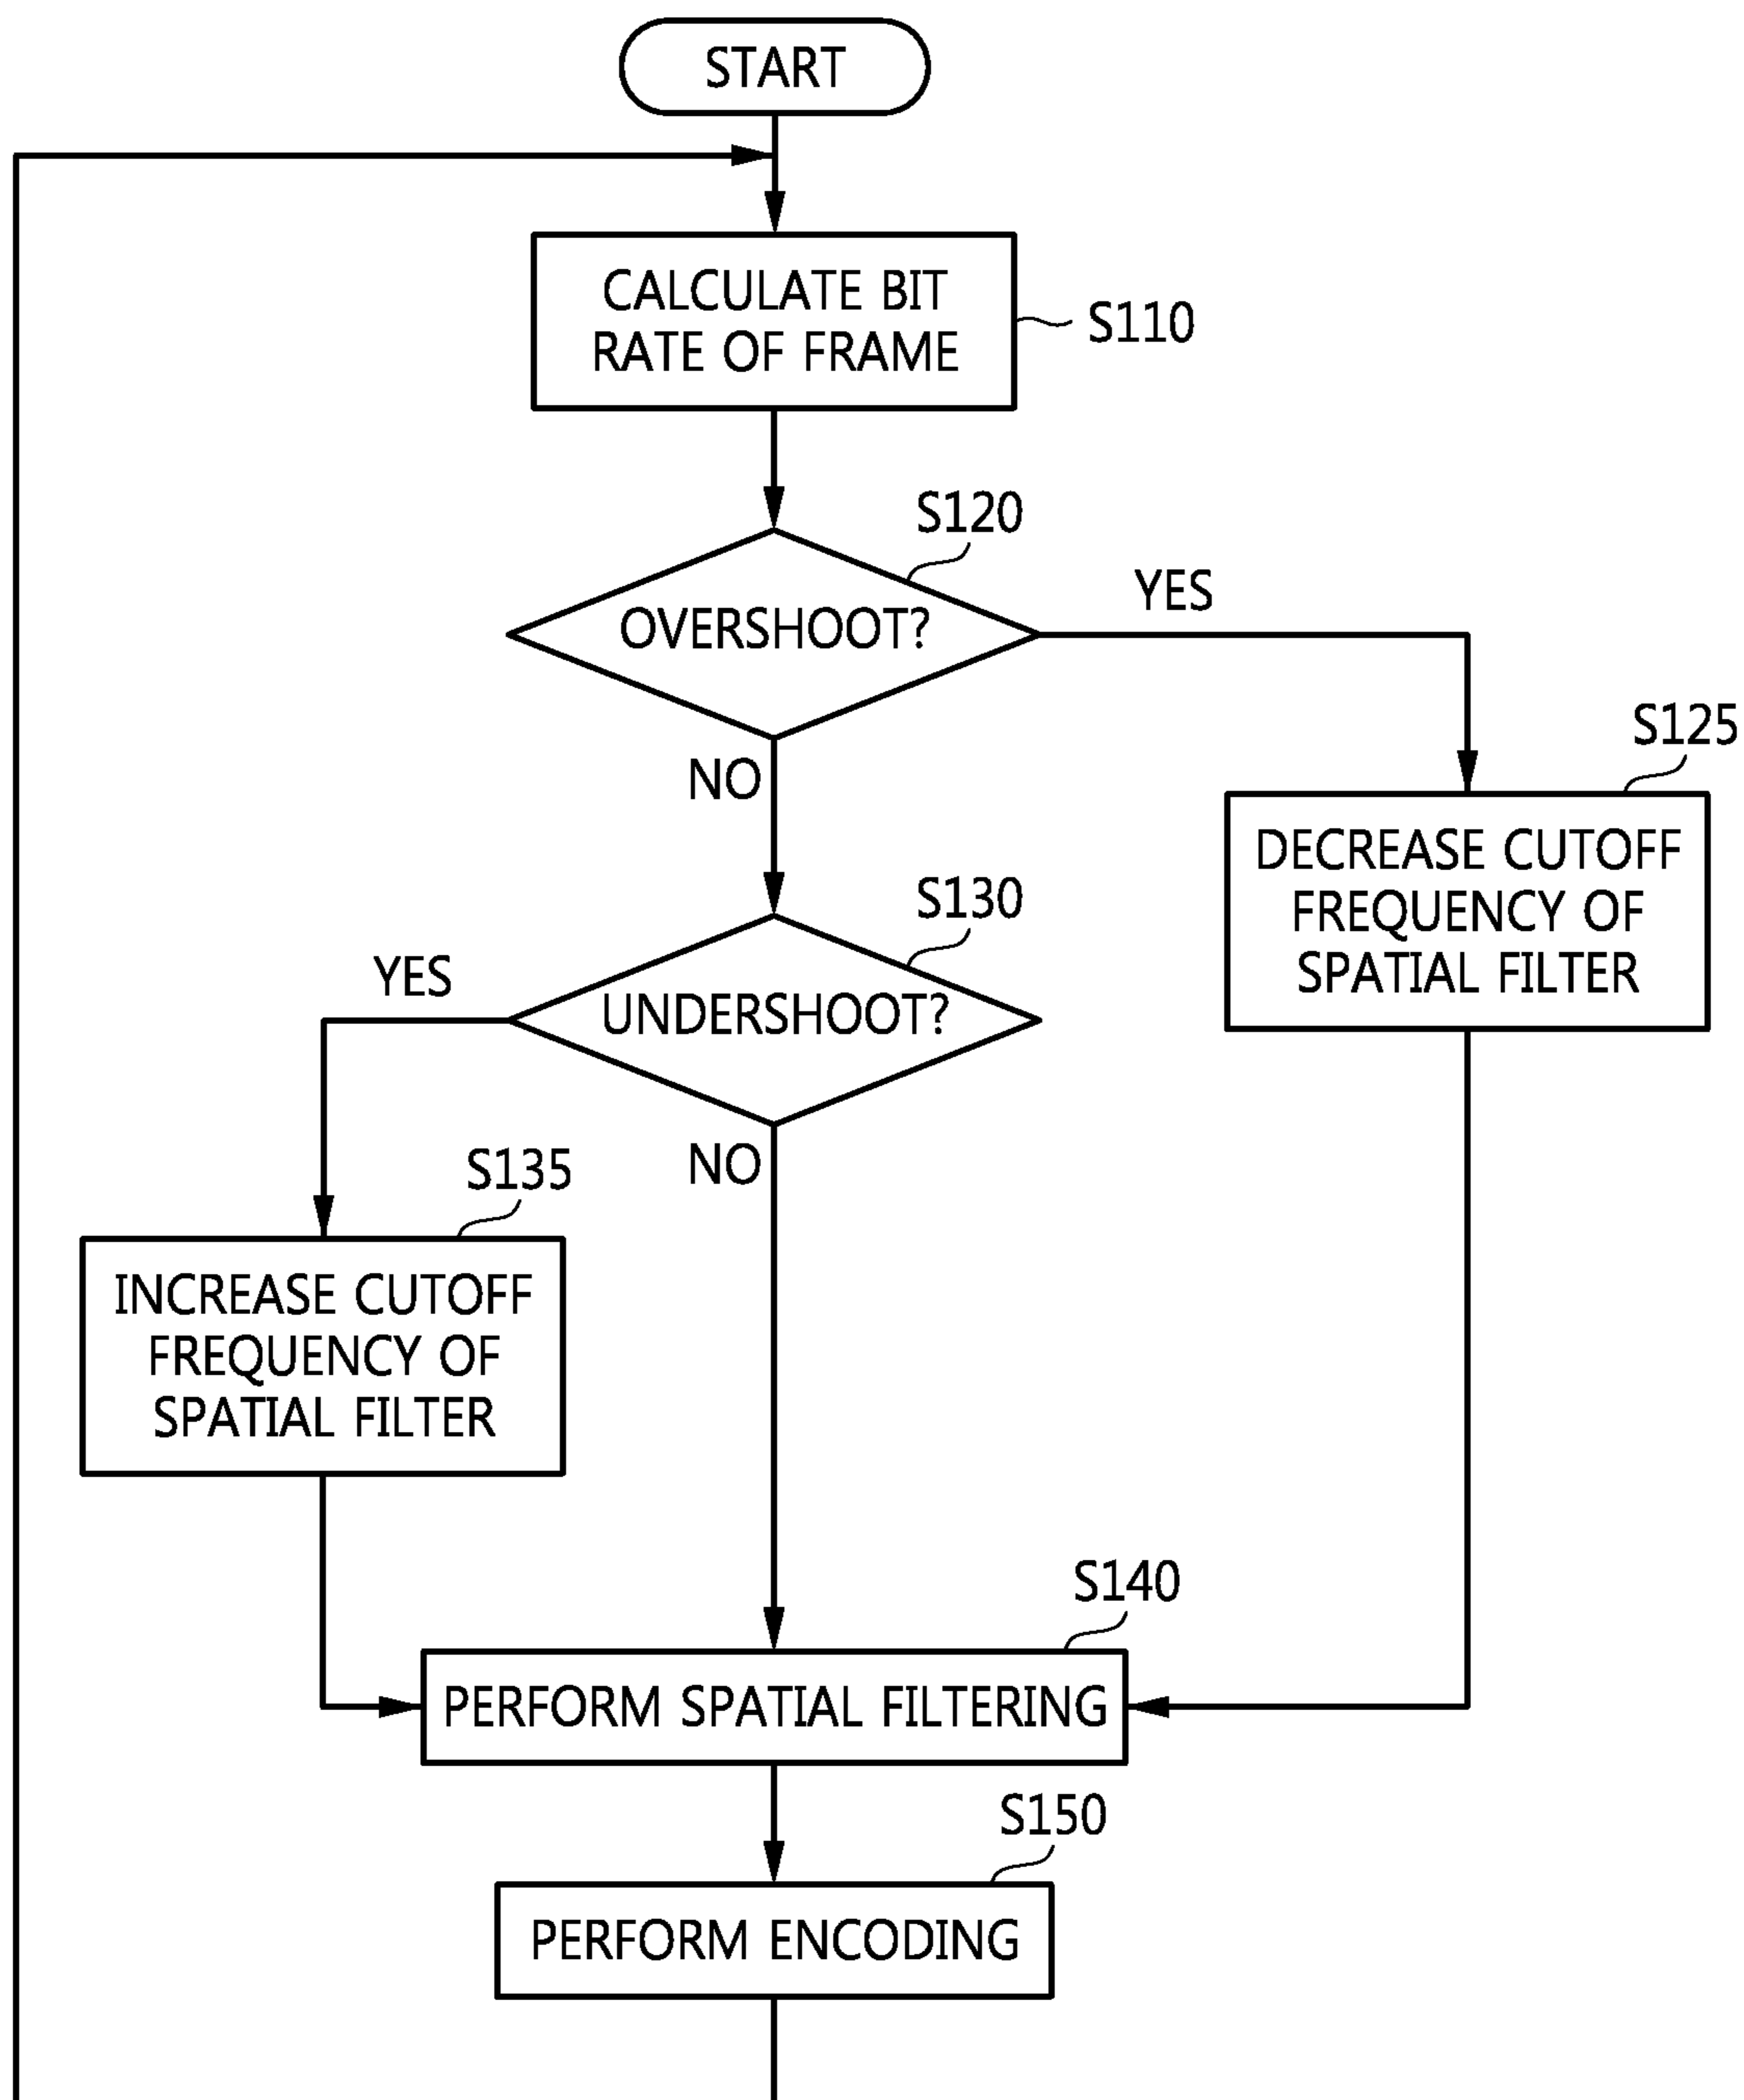 START
CALCULATE BIT
RATE OF FRAME
S110
S120
OVERSHOOT?
YES
NO
S125
DECREASE CUTOFF
FREQUENCY OF
SPATIAL FILTER
S130
UNDERSHOOT?
YES
NO
S135
INCREASE CUTOFF
FREQUENCY OF
SPATIAL FILTER
S140
PERFORM SPATIAL FILTERING
S150
PERFORM ENCODING